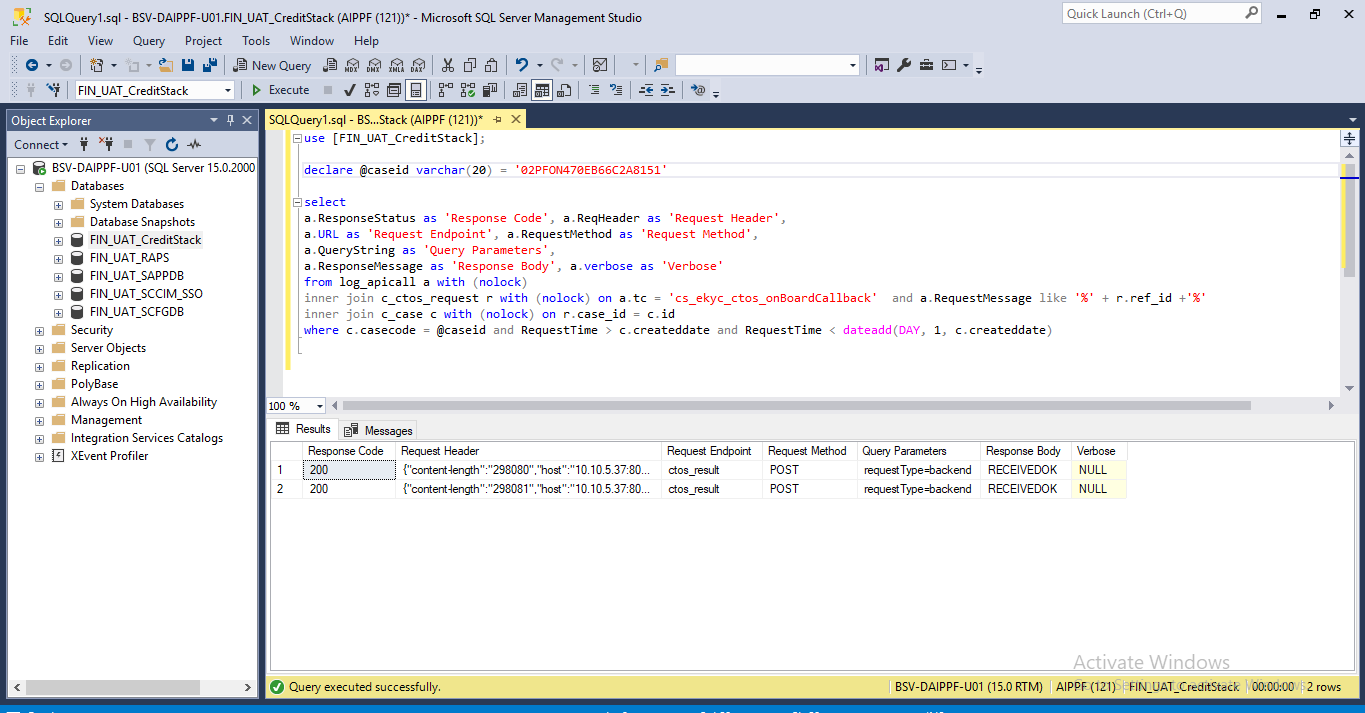 SQLQuery1.sql - BSV-DAIPPF-U01.FIN_UAT_CreditStack (AIPPF (121))* - Microsoft SQL Server Management Studio
Quick Launch (Ctrl+Q)
File Edit View Query Project Tools Window Help
New Query MDX DMX XMLA DAX
FIN_UAT_CreditStack Execute
Object Explorer
SQLQuery1.sql - BS...Stack (AIPPF (121))*
Connect
BSV-DAIPPF-U01 (SQL Server 15.0.2000
Databases
System Databases
Database Snapshots
FIN_UAT_CreditStack
FIN_UAT_RAPS
FIN_UAT_SAPPDB
FIN_UAT_SCCIM_SSO
FIN_UAT_SCFGDB
Security
Server Objects
Replication
PolyBase
Always On High Availability
Management
Integration Services Catalogs
XEvent Profiler
use [FIN_UAT_CreditStack];
declare @caseid varchar(20) = '02PFON470EB66C2A8151'
select
a.ResponseStatus as 'Response Code', a.ReqHeader as 'Request Header',
a.URL as 'Request Endpoint', a.RequestMethod as 'Request Method',
a.QueryString as 'Query Parameters',
a.ResponseMessage as 'Response Body', a.verbose as 'Verbose'
from log_apicall a with (nolock)
inner join c_ctos_request r with (nolock) on a.tc = 'cs_ekyc_ctos_onBoardCallback'  and a.RequestMessage like '%' + r.ref_id +'%'
inner join c_case c with (nolock) on r.case_id = c.id
where c.casecode = @caseid and RequestTime > c.createddate and RequestTime < dateadd(DAY, 1, c.createddate)
100 %
Results Messages
Response Code Request Header Request Endpoint Request Method Query Parameters Response Body Verbose
1 200 {"content-length":"298080","host":"10.10.5.37:80... ctos_result POST requestType=backend RECEIVEDOK NULL
2 200 {"content-length":"298081","host":"10.10.5.37:80... ctos_result POST requestType=backend RECEIVEDOK NULL
Activate Windows
Go to Settings to activate Windows.
Query executed successfully.
BSV-DAIPPF-U01 (15.0 RTM) AIPPF (121) FIN_UAT_CreditStack 00:00:00 2 rows